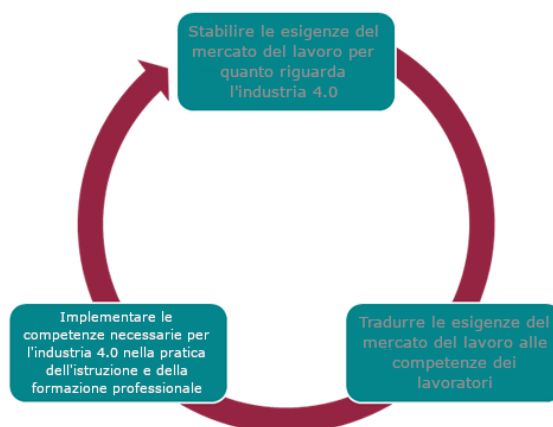 Stabilire le esigenze del
mercato del lavoro per
quanto riguarda
l'industria 4.0
Implementare le
competenze necessarie per
l'industria 4.0 nella pratica
dell'istruzione e della
formazione professionale
Tradurre le esigenze del
mercato del lavoro alle
competenze dei
lavoratori